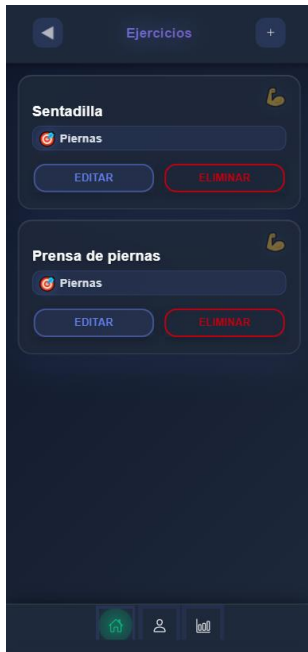 Ejercicios
+
Sentadilla
Piernas
EDITAR ELIMINAR
Prensa de piernas
Piernas
EDITAR ELIMINAR